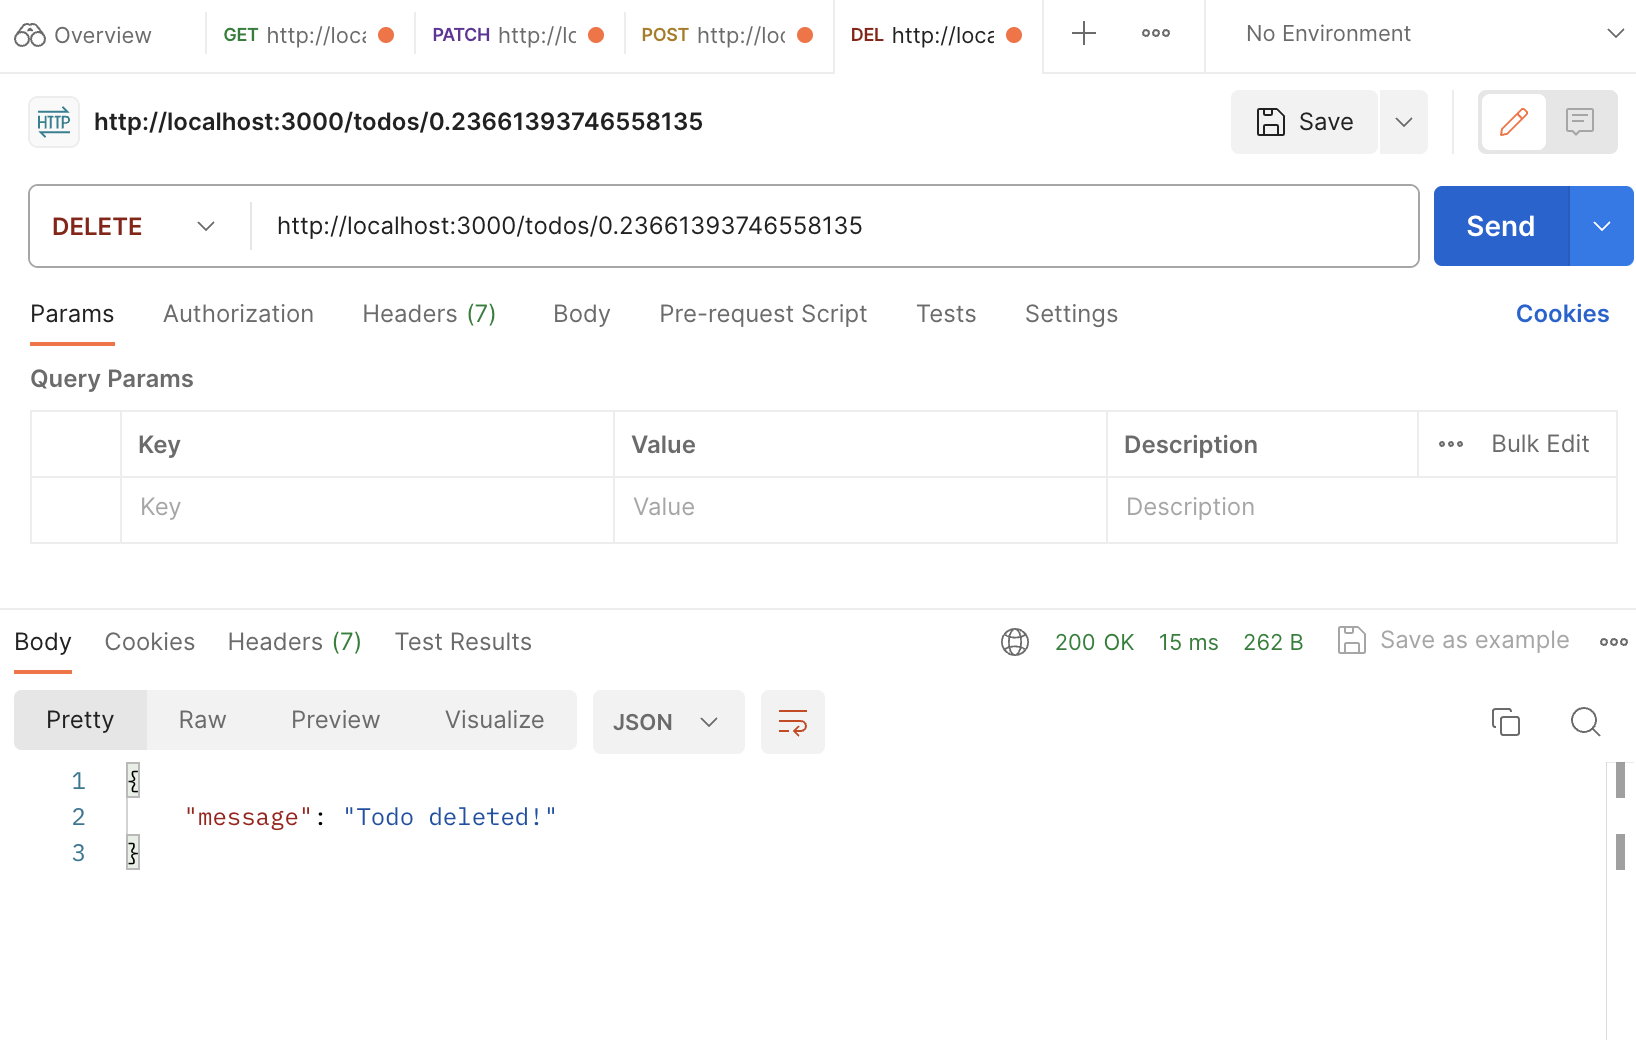 Overview GET http://loca PATCH http://lc POST http://loc DEL http://loca No Environment
HTTP http://localhost:3000/todos/0.23661393746558135 Save
DELETE http://localhost:3000/todos/0.23661393746558135 Send
Params Authorization Headers (7) Body Pre-request Script Tests Settings Cookies
Query Params
Key Value Description Bulk Edit
Key Value Description
Body Cookies Headers (7) Test Results 200 OK 15 ms 262 B Save as example
Pretty Raw Preview Visualize JSON
1 {
2 "message": "Todo deleted!"
3 }